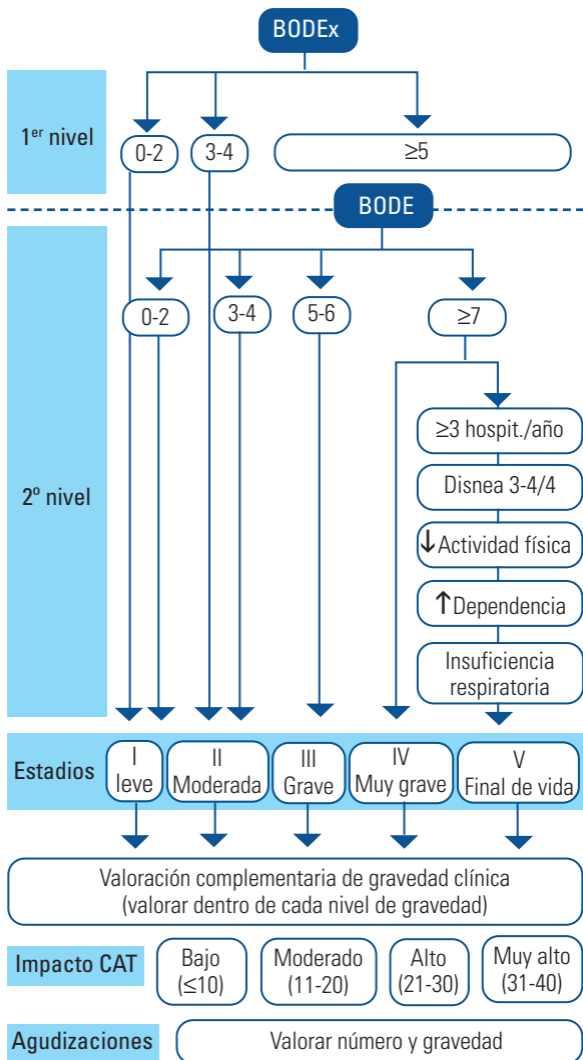 BODEx
1er nivel
0-2
3-4
≥5
BODE
2º nivel
0-2
3-4
5-6
≥7
≥3 hospit./año
Disnea 3-4/4
↓Actividad física
↑Dependencia
Insuficiencia
respiratoria
Estadios
I
leve
II
Moderada
III
Grave
IV
Muy grave
V
Final de vida
Valoración complementaria de gravedad clínica
(valorar dentro de cada nivel de gravedad)
Impacto CAT
Bajo
(≤10)
Moderado
(11-20)
Alto
(21-30)
Muy alto
(31-40)
Agudizaciones
Valorar número y gravedad